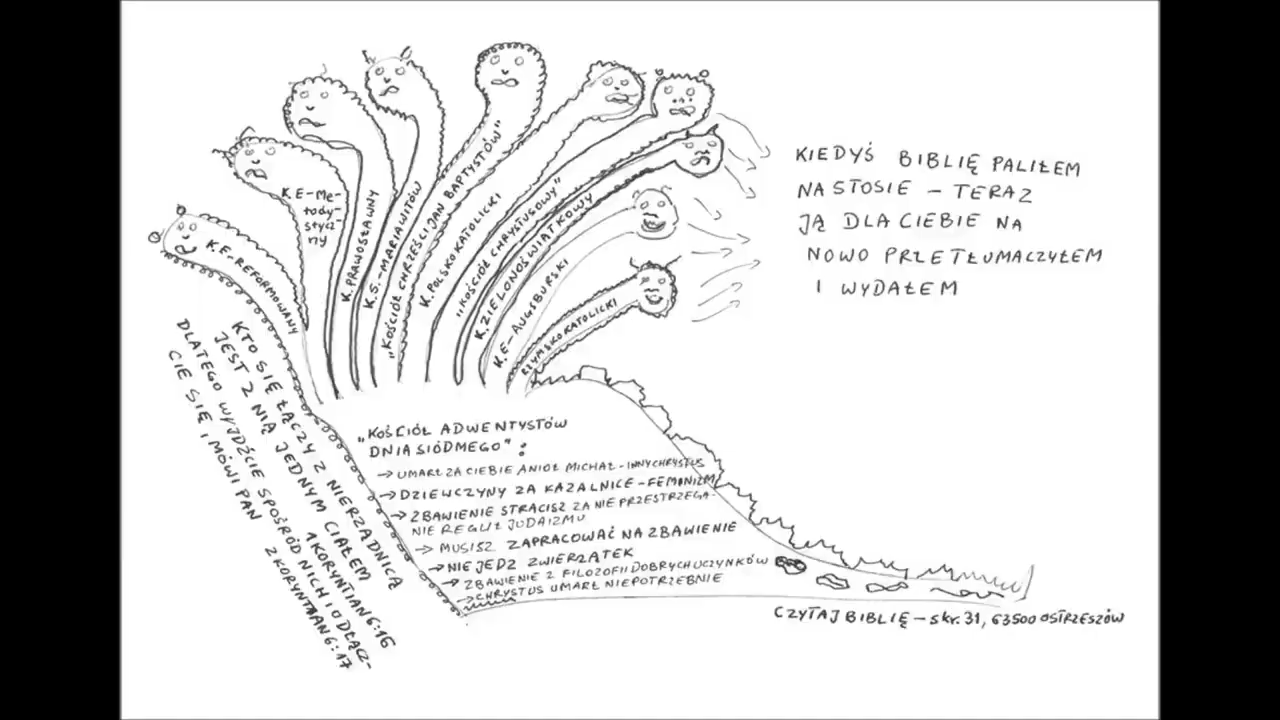 KIEDYŚ BIBLIĘ PALIŁEM
NA STOSIE – TERAZ
JĄ DLA CIEBIE NA
NOWO PRZETŁUMACZYŁEM
I WYDAŁEM
K.E-REFORMOWANY
K.E-Me-
tody-
stycz-
ny
K. PRAWOSŁAWNY
K.S.-MARIAWITÓW
„KOŚCIÓŁ CHRZEŚCIJAN BAPTYSTÓW"
K. POLSKOKATOLICKI
„KOŚCIÓŁ CHRYSTUSOWY"
K. ZIELONOŚWIĄTKOWY
K.E-AUGSBURSKI
RZYMSKOKATOLICKI
KTO SIĘ ŁĄCZY Z NIERZĄDNICĄ
JEST Z NIĄ JEDNYM CIAŁEM
1 KORYNTIAN 6:16
DLATEGO WYJDŹCIE SPOŚRÓD NICH I ODŁĄCZ-
CIE SIĘ I MÓWI PAN
2 KORYNTIAN 6:17
„KOŚCIÓŁ ADWENTYSTÓW
DNIA SIÓDMEGO" :
→ UMARŁ ZA CIEBIE ANIOŁ MICHAŁ – INNY CHRYSTUS
→ DZIEWCZYNY ZA KAZALNICE – FEMINIZM
→ ZBAWIENIE STRACISZ ZA NIE PRZESTRZEGA-
NIE REGUŁ JUDAIZMU
→ MUSISZ ZAPRACOWAĆ NA ZBAWIENIE
→ NIE JEDZ ZWIERZĄTEK
→ ZBAWIENIE Z FILOZOFII DOBRYCH UCZYNKÓW
→ CHRYSTUS UMARŁ NIEPOTRZEBNIE
CZYTAJ BIBLIĘ – skr. 31, 63500 OSTRZESZÓW